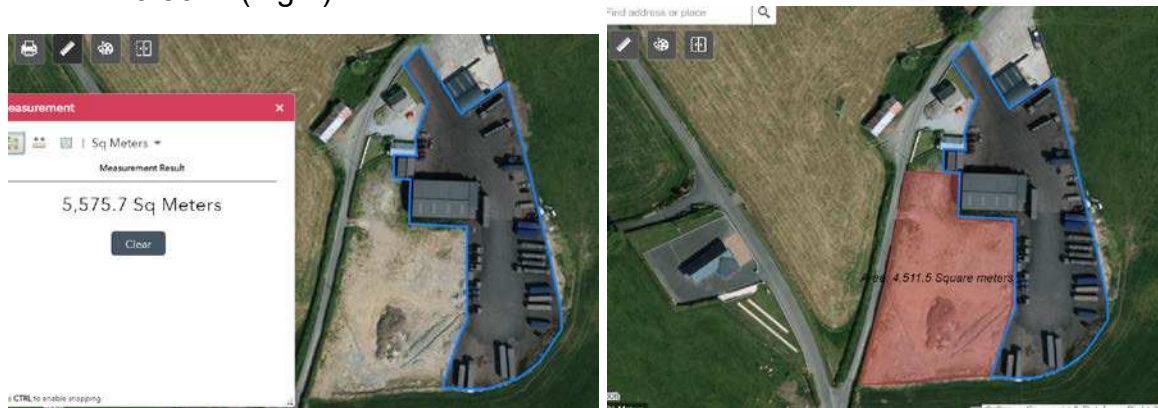 Find address or place
Measurement
Sq Meters
Measurement Result
5,575.7 Sq Meters
Clear
CTRL to enable snapping
Area: 4,511.5 Square meters